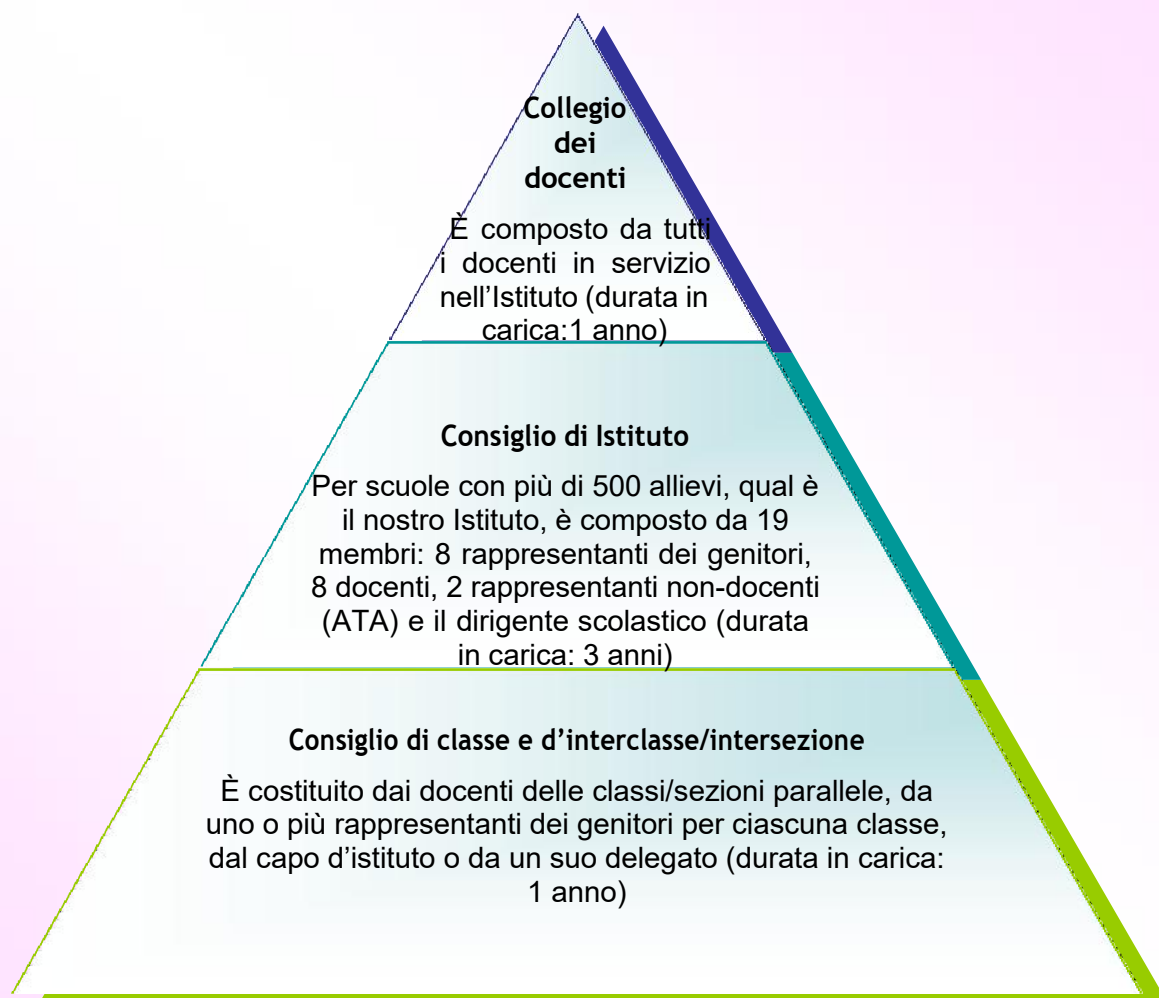 Collegio
dei
docenti
È composto da tutti
i docenti in servizio
nell’Istituto (durata in
carica:1 anno)
Consiglio di Istituto
Per scuole con più di 500 allievi, qual è
il nostro Istituto, è composto da 19
membri: 8 rappresentanti dei genitori,
8 docenti, 2 rappresentanti non-docenti
(ATA) e il dirigente scolastico (durata
in carica: 3 anni)
Consiglio di classe e d’interclasse/intersezione
È costituito dai docenti delle classi/sezioni parallele, da
uno o più rappresentanti dei genitori per ciascuna classe,
dal capo d’istituto o da un suo delegato (durata in carica:
1 anno)